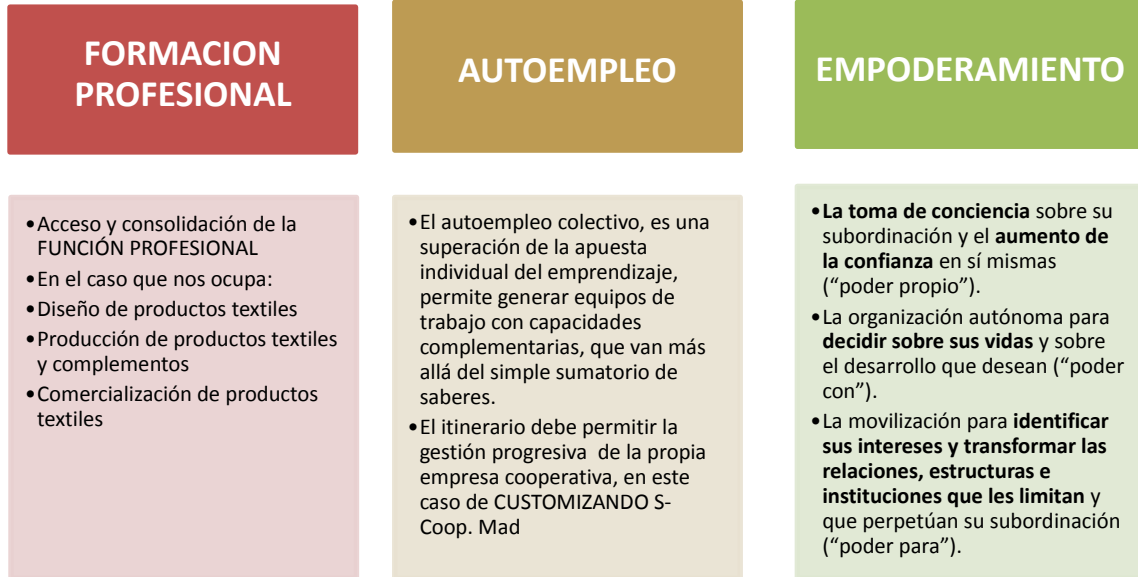 FORMACION
PROFESIONAL
•Acceso y consolidación de la
FUNCIÓN PROFESIONAL
•En el caso que nos ocupa:
•Diseño de productos textiles
•Producción de productos textiles
y complementos
•Comercialización de productos
textiles
AUTOEMPLEO
•El autoempleo colectivo, es una
superación de la apuesta
individual del emprendizaje,
permite generar equipos de
trabajo con capacidades
complementarias, que van más
allá del simple sumatorio de
saberes.
•El itinerario debe permitir la
gestión progresiva de la propia
empresa cooperativa, en este
caso de CUSTOMIZANDO S-
Coop. Mad
EMPODERAMIENTO
•La toma de conciencia sobre su
subordinación y el aumento de
la confianza en sí mismas
(“poder propio”).
•La organización autónoma para
decidir sobre sus vidas y sobre
el desarrollo que desean (“poder
con”).
•La movilización para identificar
sus intereses y transformar las
relaciones, estructuras e
instituciones que les limitan y
que perpetúan su subordinación
(“poder para”).